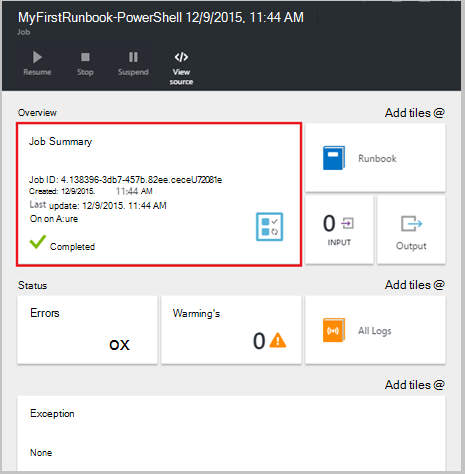 MyFirstRunbook-PowerShell 12/9/2015, 11:44 AM
Job
Resume
Stop
Suspend
View source
Overview
Add tiles @
Job Summary
Job ID: 4.138396-3db7-457b.82ee.ceceU72081e
Created: 12/9/2015. 11:44 AM
Last update: 12/9/2015. 11:44 AM
On on A:ure
Completed
Runbook
0
INPUT
Output
Status
Add tiles @
Errors
ox
Warning's
0
All Logs
Add tiles @
Exception
None